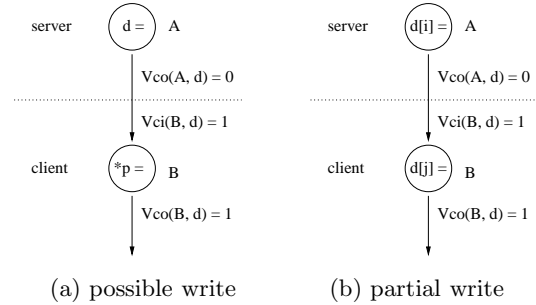 server d = A
Vco(A, d) = 0
Vci(B, d) = 1
client *p = B
Vco(B, d) = 1
(a) possible write
server d[i] = A
Vco(A, d) = 0
Vci(B, d) = 1
client d[j] = B
Vco(B, d) = 1
(b) partial write